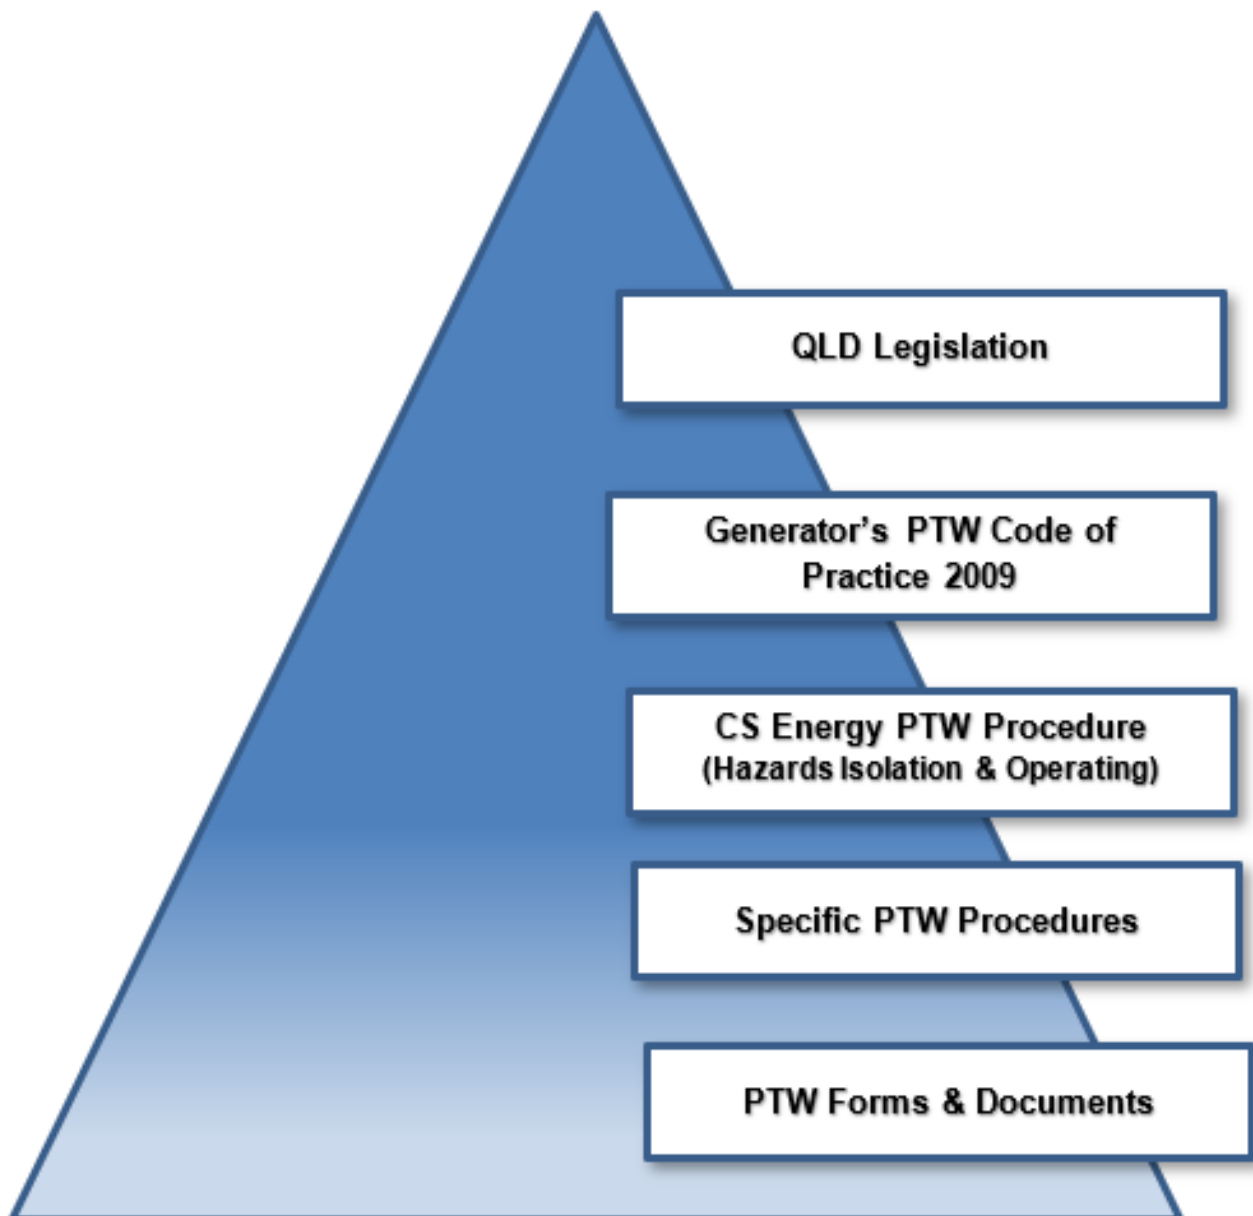 QLD Legislation
Generator’s PTW Code of
Practice 2009
CS Energy PTW Procedure
(Hazards Isolation & Operating)
Specific PTW Procedures
PTW Forms & Documents